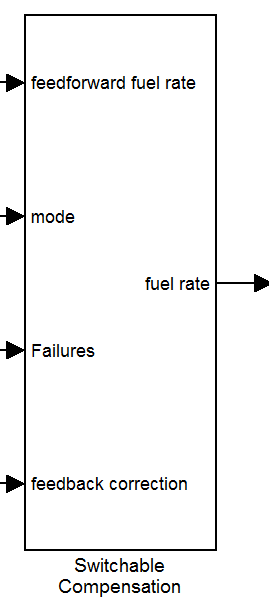 feedforward fuel rate
mode
fuel rate
Failures
feedback correction
Switchable
Compensation